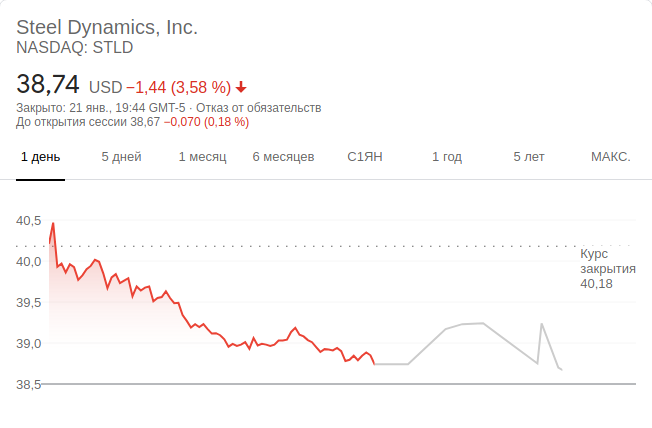 Steel Dynamics, Inc.
NASDAQ: STLD
38,74 USD −1,44 (3,58 %)
Закрыто: 21 янв., 19:44 GMT-5 · Отказ от обязательств
До открытия сессии 38,67 −0,070 (0,18 %)
1 день 5 дней 1 месяц 6 месяцев С1ЯН 1 год 5 лет МАКС.
40,5
40,0
39,5
39,0
38,5
Курс
закрытия
40,18